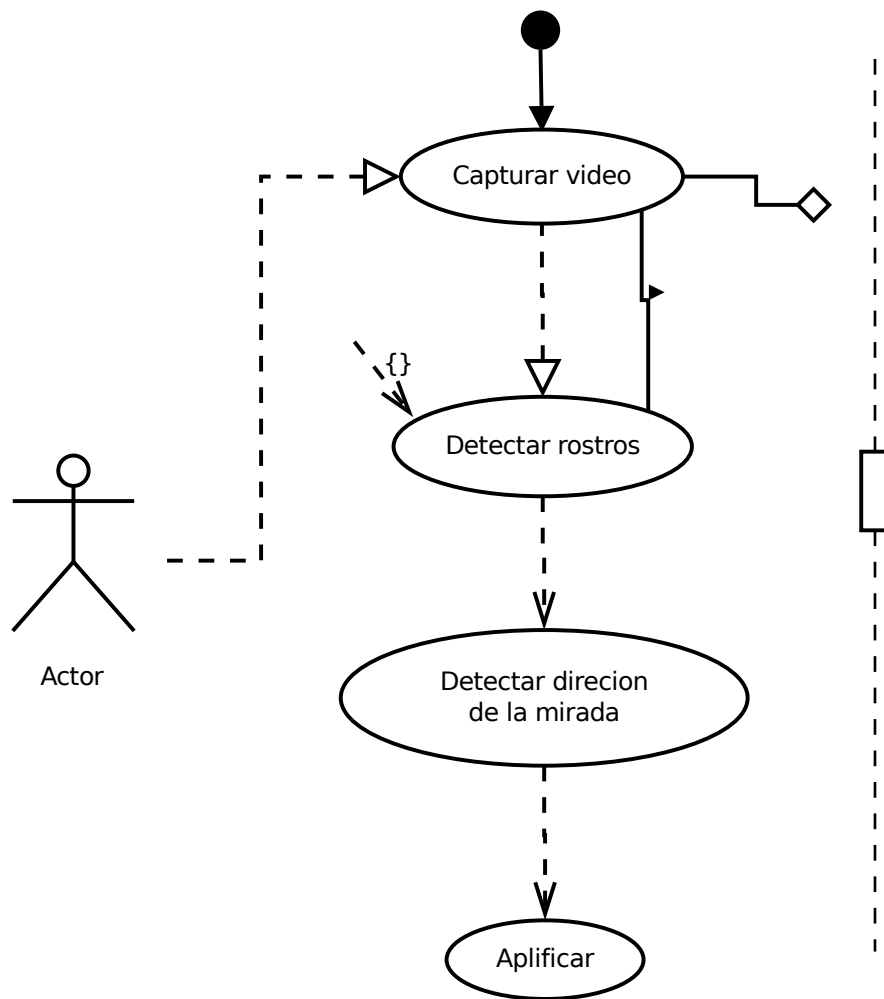 Capturar video
{}
Detectar rostros
Actor
Detectar direcion
de la mirada
Aplificar